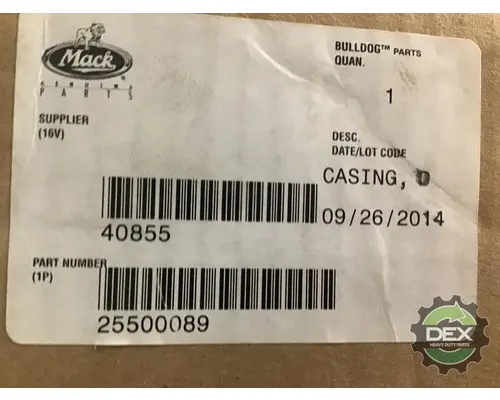 Mack
GENUINE
PARTS
BULLDOG™ PARTS
QUAN.
1
SUPPLIER
(16V)
DESC.
DATE/LOT CODE
CASING, D
09/26/2014
40855
PART NUMBER
(1P)
25500089
DEX
HEAVY DUTY PARTS